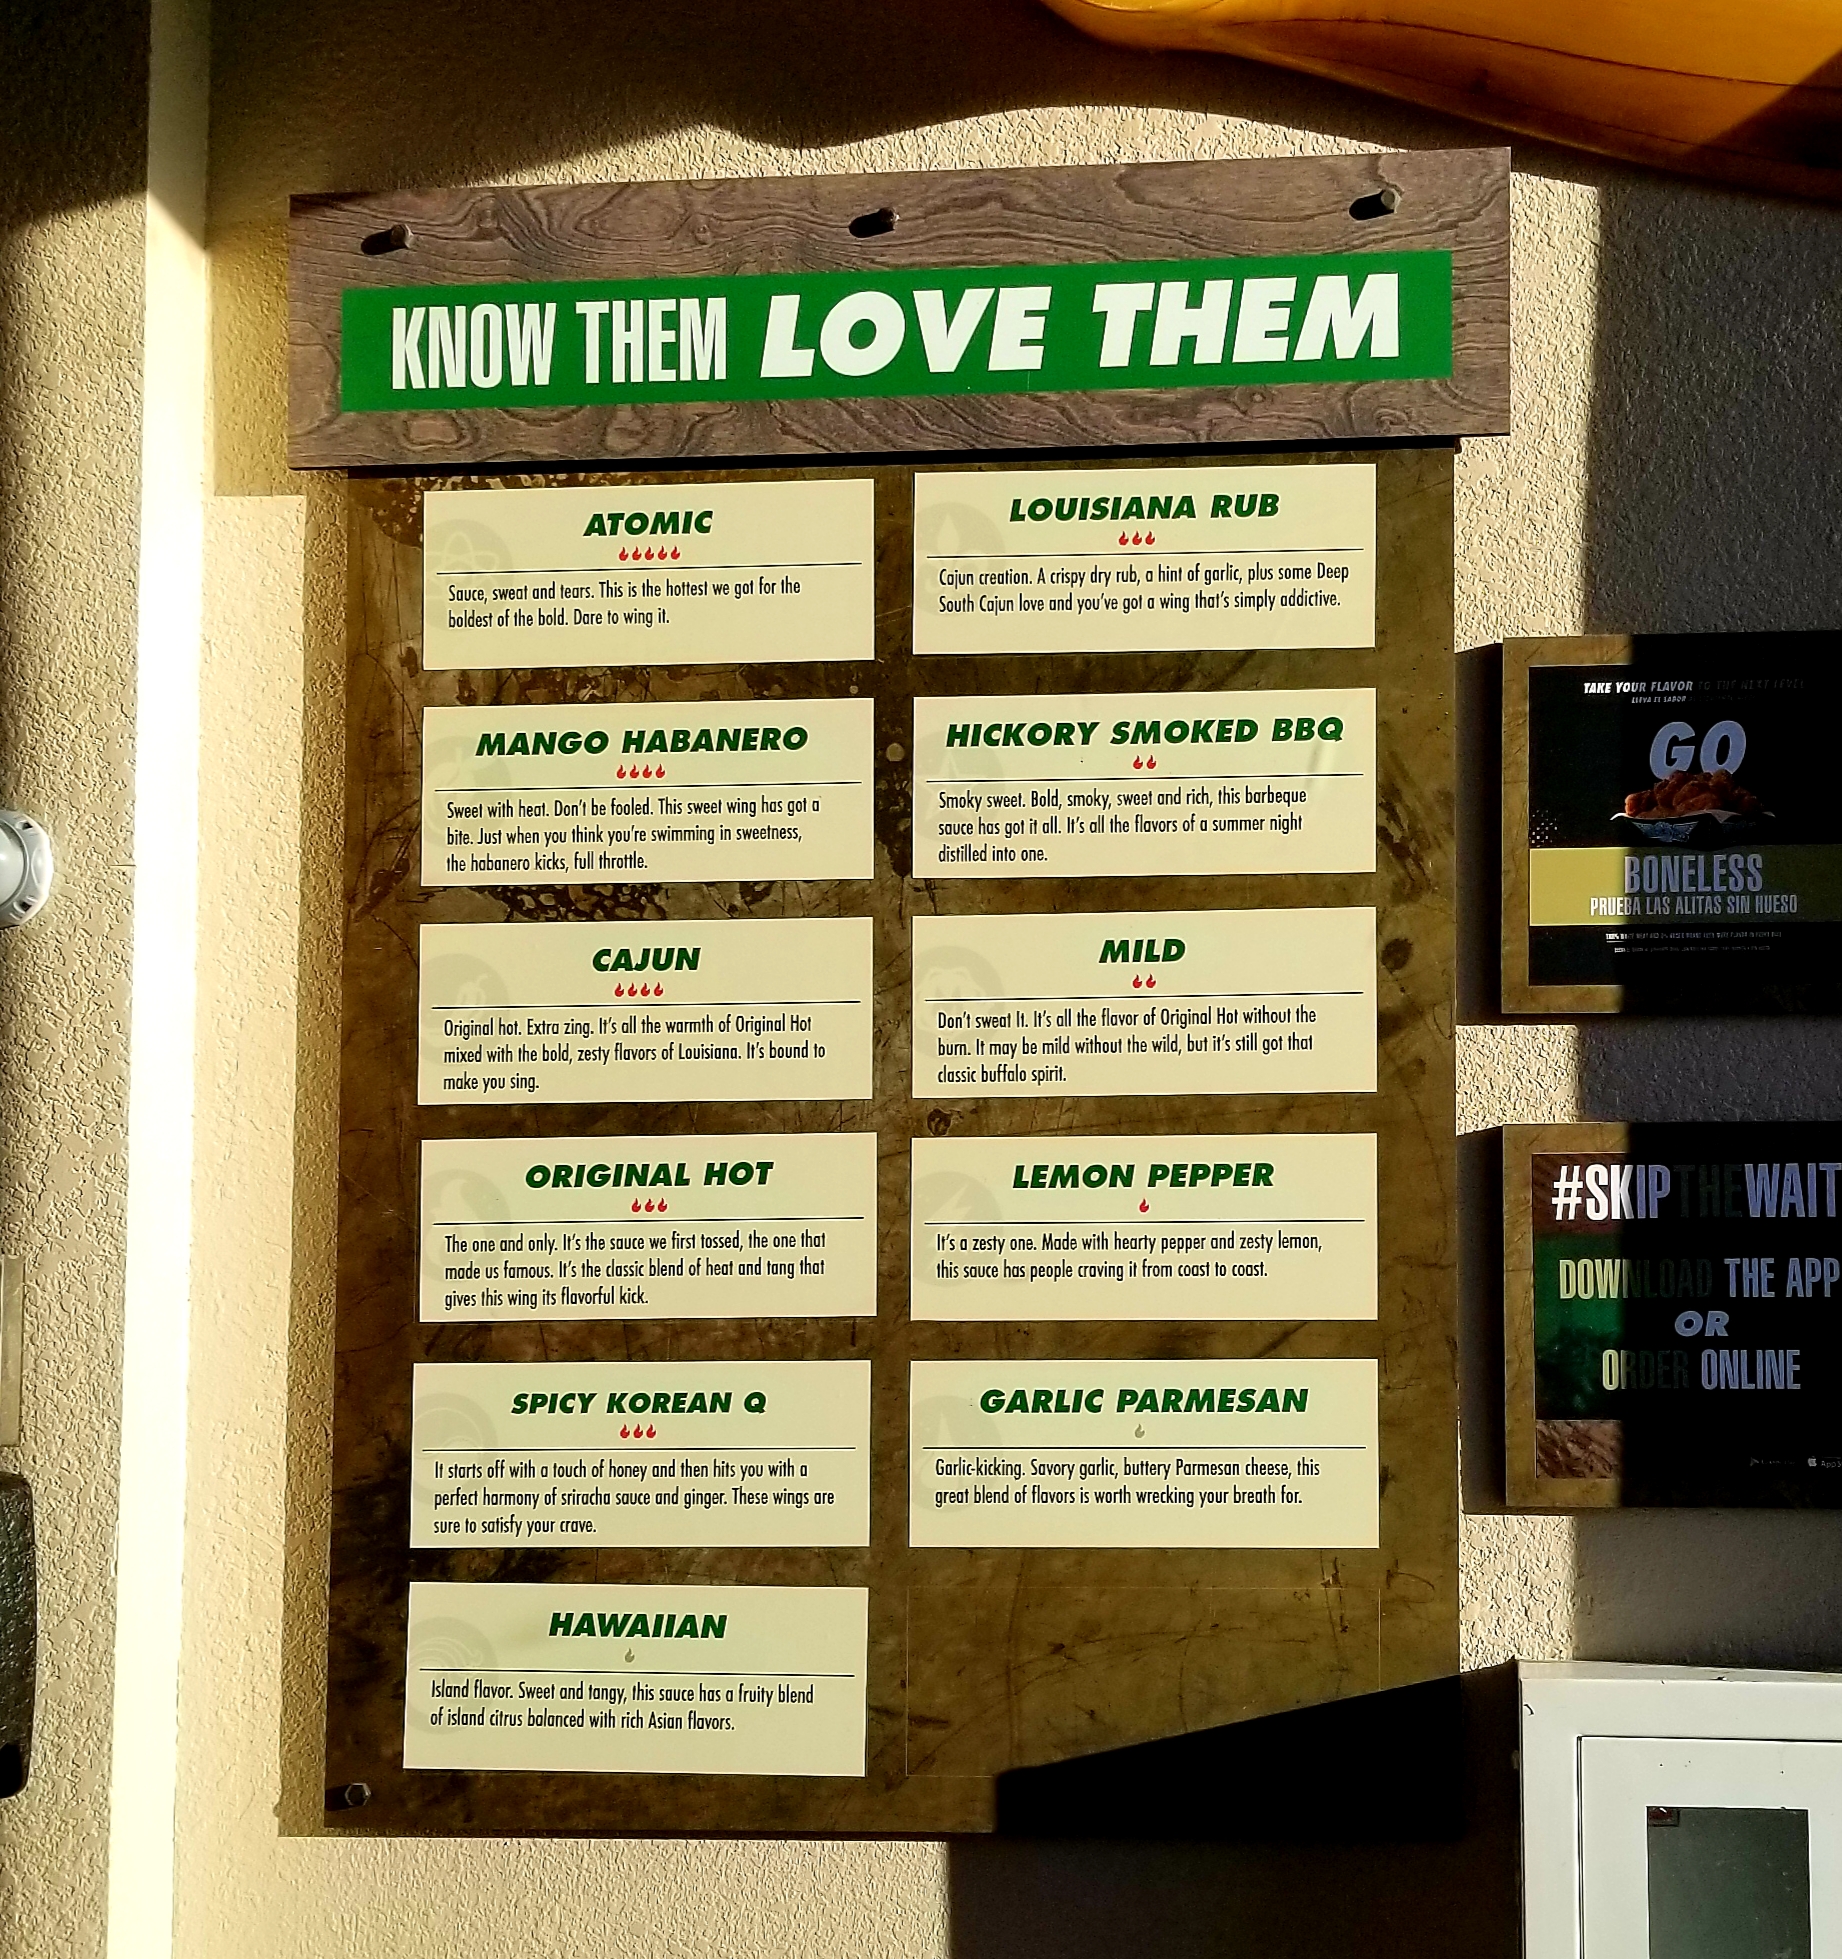 KNOW THEM LOVE THEM
ATOMIC
Sauce, sweat and tears. This is the hottest we got for the
boldest of the bold. Dare to wing it.
MANGO HABANERO
Sweet with heat. Don't be fooled. This sweet wing has got a
bite. Just when you think you're swimming in sweetness,
the habanero kicks, full throttle.
CAJUN
Original hot. Extra zing. It's all the warmth of Original Hot
mixed with the bold, zesty flavors of Louisiana. It's bound to
make you sing.
ORIGINAL HOT
The one and only. It's the sauce we first tossed, the one that
made us famous. It's the classic blend of heat and tang that
gives this wing its flavorful kick.
SPICY KOREAN Q
It starts off with a touch of honey and then hits you with a
perfect harmony of sriracha sauce and ginger. These wings are
sure to satisfy your crave.
HAWAIIAN
Island flavor. Sweet and tangy, this sauce has a fruity blend
of island citrus balanced with rich Asian flavors.
LOUISIANA RUB
Cajun creation. A crispy dry rub, a hint of garlic, plus some Deep
South Cajun love and you've got a wing that's simply addictive.
HICKORY SMOKED BBQ
Smoky sweet. Bold, smoky, sweet and rich, this barbeque
sauce has got it all. It's all the flavors of a summer night
distilled into one.
MILD
Don't sweat It. It's all the flavor of Original Hot without the
burn. It may be mild without the wild, but it's still got that
classic buffalo spirit.
LEMON PEPPER
It's a zesty one. Made with hearty pepper and zesty lemon,
this sauce has people craving it from coast to coast.
GARLIC PARMESAN
Garlic-kicking. Savory garlic, buttery Parmesan cheese, this
great blend of flavors is worth wrecking your breath for.
TAKE YOUR FLAVOR TO THE NEXT LEVEL
LLEVA EL SABOR
GO
BONELESS
PRUEBA LAS ALITAS SIN HUESO
#SKIPTHEWAIT
DOWNLOAD THE APP
OR
ORDER ONLINE